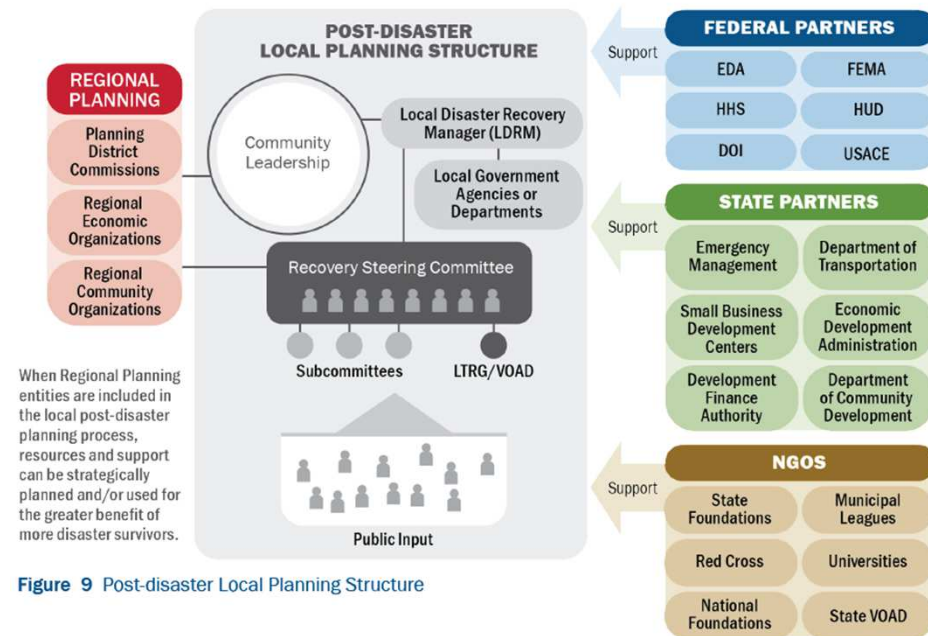 POST-DISASTER
LOCAL PLANNING STRUCTURE
REGIONAL
PLANNING
Planning
District
Commissions
Regional
Economic
Organizations
Regional
Community
Organizations
When Regional Planning
entities are included in
the local post-disaster
planning process,
resources and support
can be strategically
planned and/or used for
the greater benefit of
more disaster survivors.
Community
Leadership
Local Disaster Recovery
Manager (LDRM)
Local Government
Agencies or
Departments
Recovery Steering Committee
Subcommittees
LTRG/VOAD
Public Input
Support
FEDERAL PARTNERS
EDA
FEMA
HHS
HUD
DOI
USACE
Support
STATE PARTNERS
Emergency
Management
Department of
Transportation
Small Business
Development
Centers
Economic
Development
Administration
Development
Finance
Authority
Department
of Community
Development
Support
NGOS
State
Foundations
Municipal
Leagues
Red Cross
Universities
National
Foundations
State VOAD
Figure 9 Post-disaster Local Planning Structure